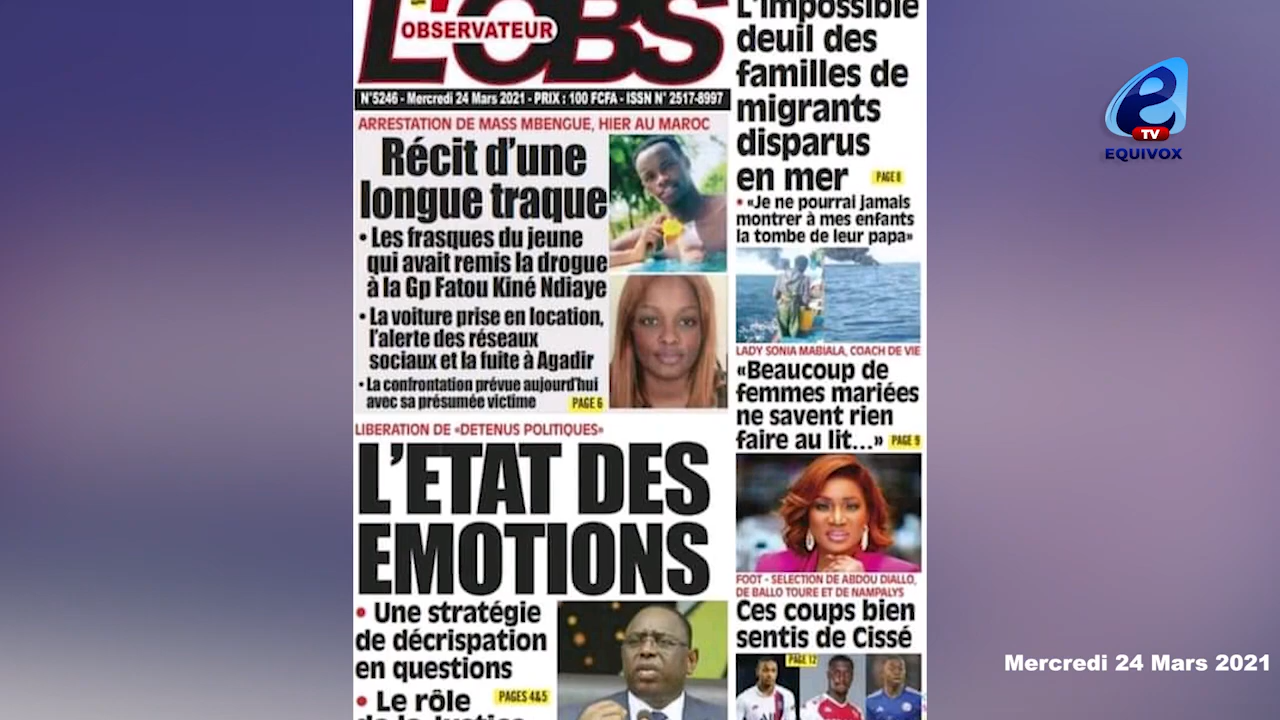 L'OBS
OBSERVATEUR
N°5246 - Mercredi 24 Mars 2021 - PRIX : 100 FCFA - ISSN N° 2517-8997
ARRESTATION DE MASS MBENGUE, HIER AU MAROC
Récit d'une
longue traque
• Les frasques du jeune
qui avait remis la drogue
à la Gp Fatou Kiné Ndiaye
• La voiture prise en location,
l'alerte des réseaux
sociaux et la fuite à Agadir
• La confrontation prévue aujourd'hui
avec sa présumée victime
PAGE 6
LIBERATION DE «DETENUS POLITIQUES»
L'ETAT DES
EMOTIONS
• Une stratégie
de décrispation
en questions
PAGES 4&5
• Le rôle
de la Justice
L'impossible
deuil des
familles de
migrants
disparus
en mer
PAGE 8
• «Je ne pourrai jamais
montrer à mes enfants
la tombe de leur papa»
LADY SONIA MABIALA, COACH DE VIE
«Beaucoup de
femmes mariées
ne savent rien
faire au lit...»
PAGE 9
FOOT - SELECTION DE ABDOU DIALLO,
DE BALLO TOURE ET DE NAMPALYS
Ces coups bien
sentis de Cissé
PAGE 12
e
TV
EQUIVOX
Mercredi 24 Mars 2021